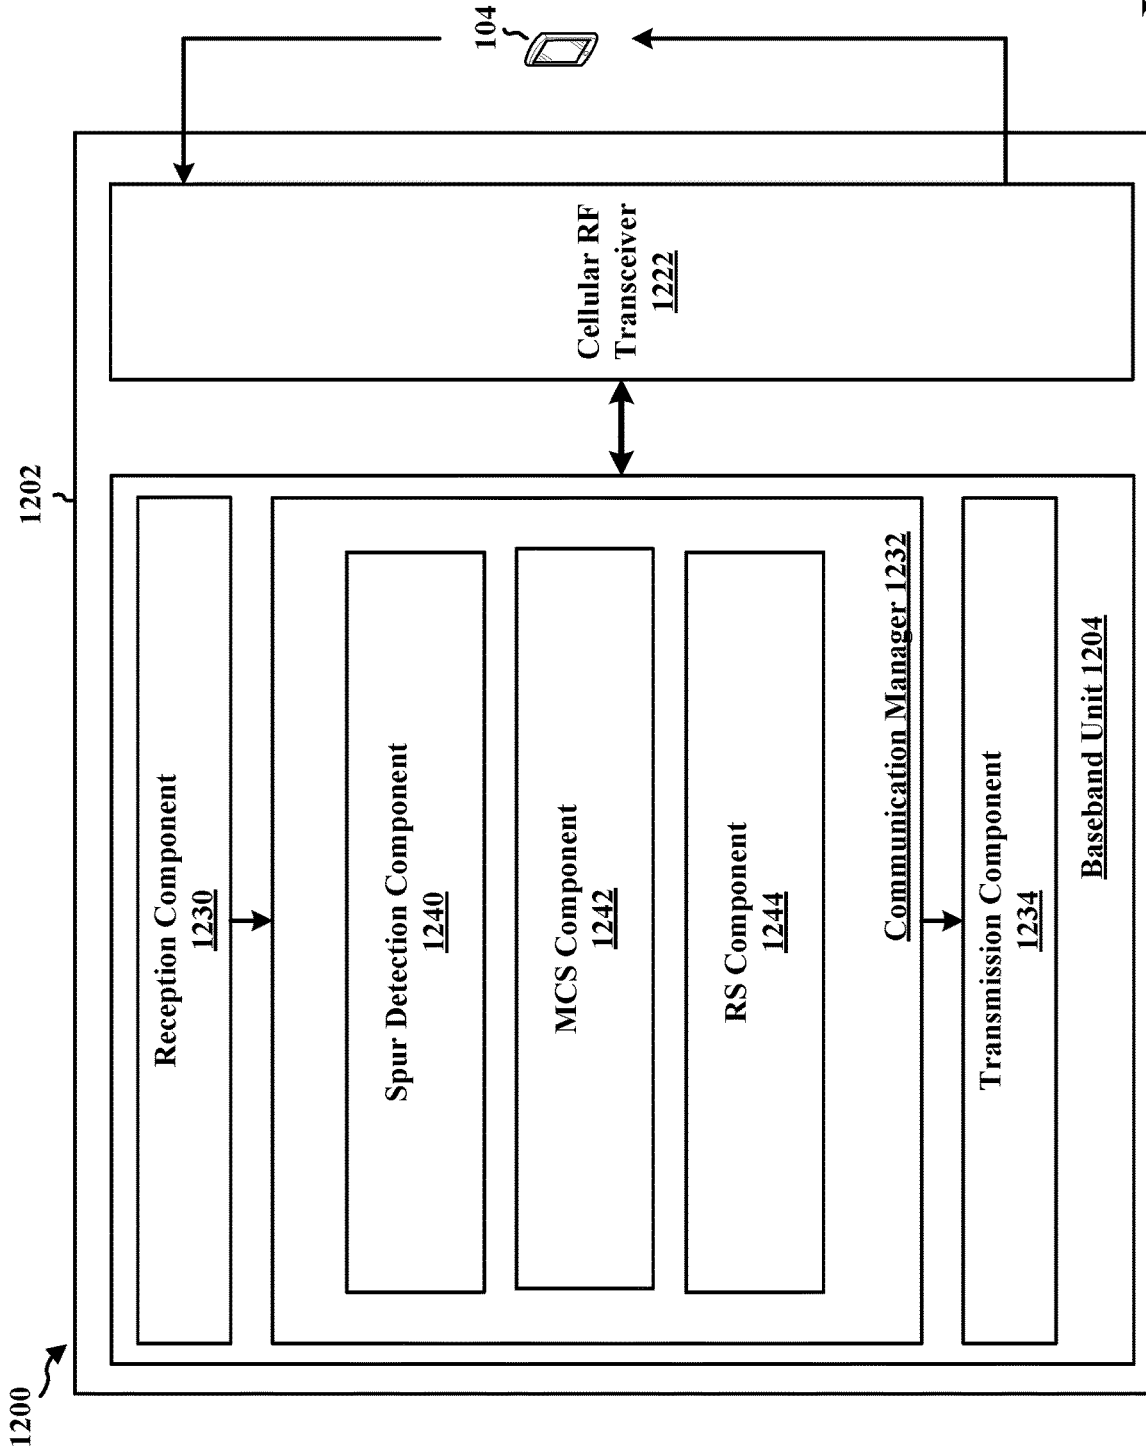 1200
1202
104
Reception Component
1230
Spur Detection Component
1240
MCS Component
1242
RS Component
1244
Communication Manager 1232
Transmission Component
1234
Baseband Unit 1204
Cellular RF
Transceiver
1222